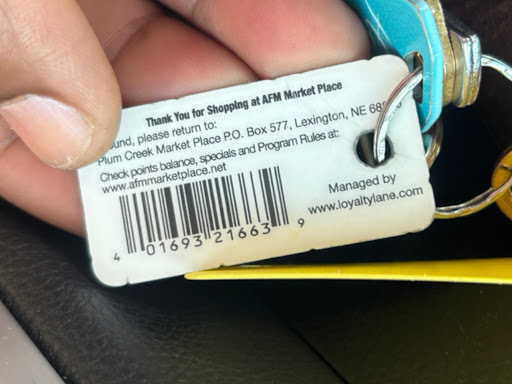 Thank You for Shopping at AFM Market Place
ound, please return to:
Plum Creek Market Place P.O. Box 577, Lexington, NE
Check points balance, specials and Program Rules at:
www.afmmarketplace.net
Managed by
www.loyaltylane.com
4 01693 21663 9